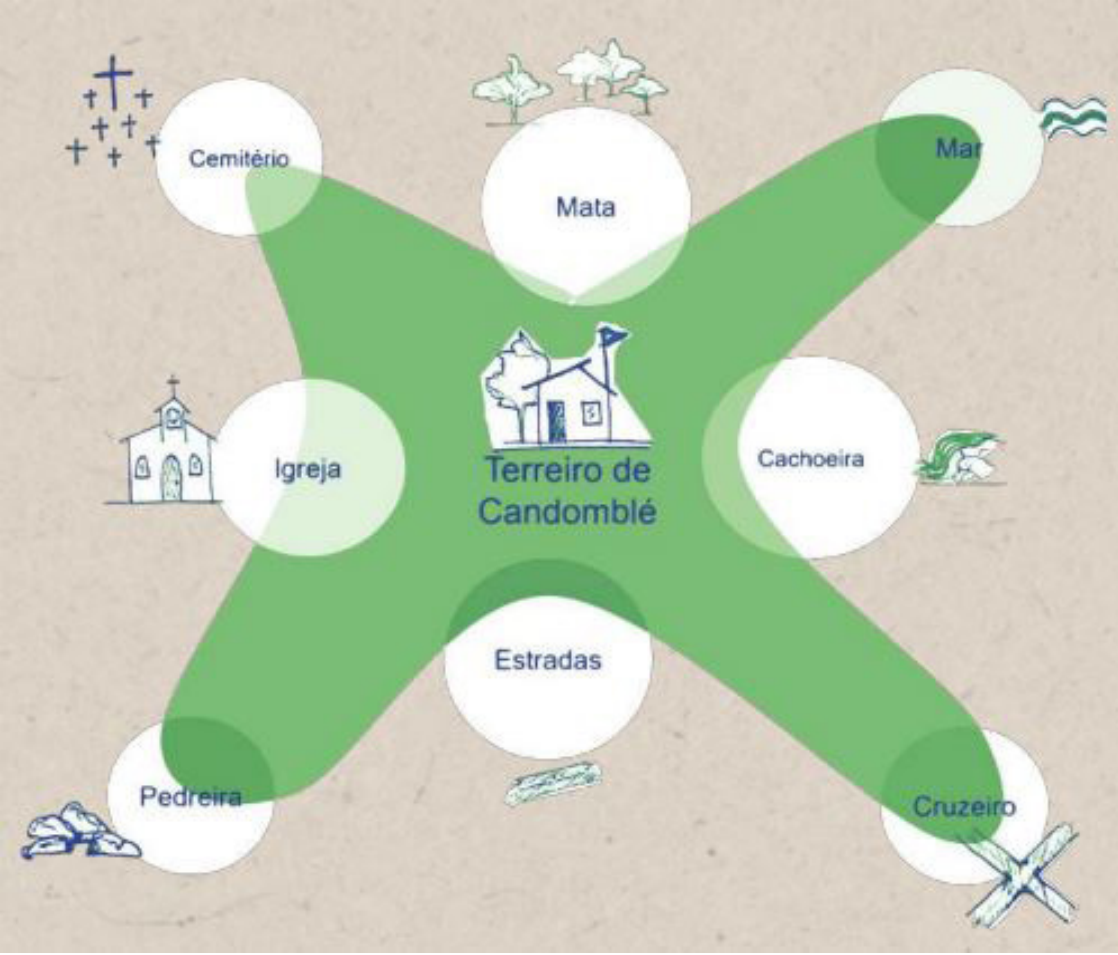 Cemitério
Mata
Mar
Igreja
Terreiro de
Candomblé
Cachoeira
Estradas
Pedreira
Cruzeiro